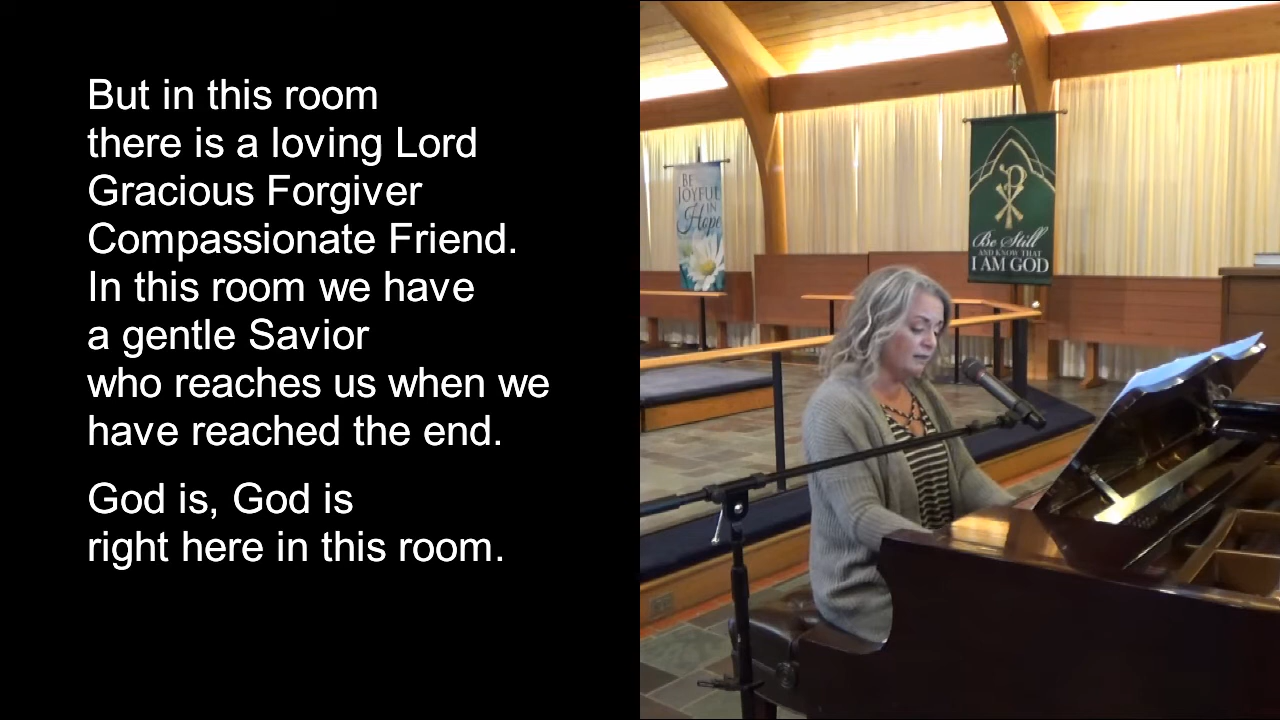 But in this room
there is a loving Lord
Gracious Forgiver
Compassionate Friend.
In this room we have
a gentle Savior
who reaches us when we
have reached the end.
God is, God is
right here in this room.
BE
JOYFUL
IN
Hope
Be Still
AND KNOW THAT
I AM GOD